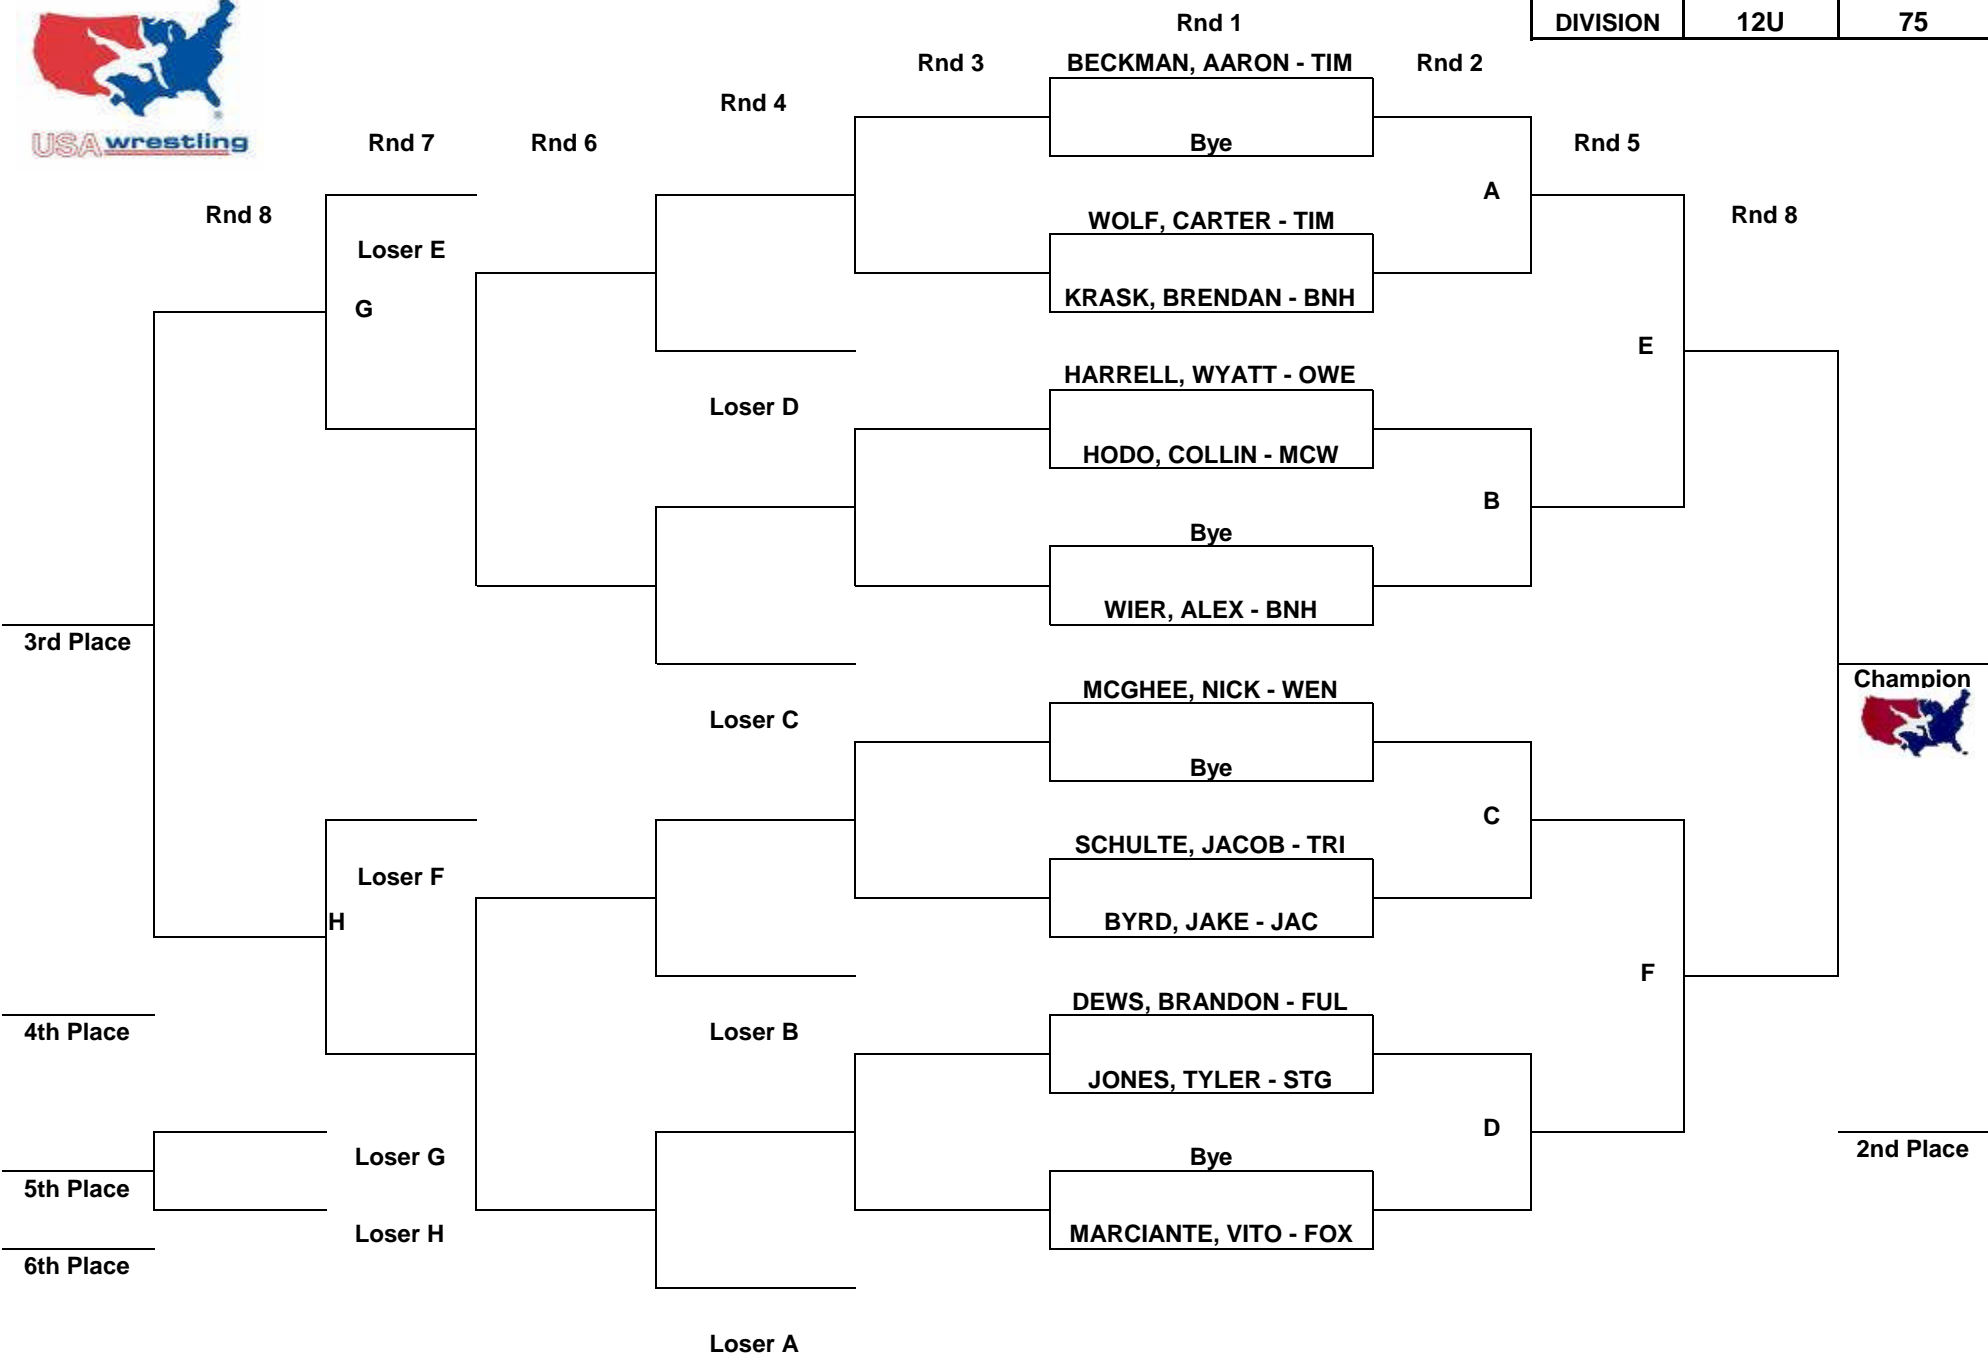 Rnd 1
DIVISION 12U 75
Rnd 3
BECKMAN, AARON - TIM
Rnd 2
Rnd 4
USA wrestling
Rnd 7
Rnd 6
Bye
Rnd 5
A
Rnd 8
WOLF, CARTER - TIM
Rnd 8
Loser E
KRASK, BRENDAN - BNH
G
E
HARRELL, WYATT - OWE
Loser D
HODO, COLLIN - MCW
B
Bye
WIER, ALEX - BNH
3rd Place
Champion
MCGHEE, NICK - WEN
Loser C
Bye
C
SCHULTE, JACOB - TRI
Loser F
H
BYRD, JAKE - JAC
F
DEWS, BRANDON - FUL
4th Place
Loser B
JONES, TYLER - STG
D
Loser G
Bye
2nd Place
5th Place
Loser H
MARCIANTE, VITO - FOX
6th Place
Loser A